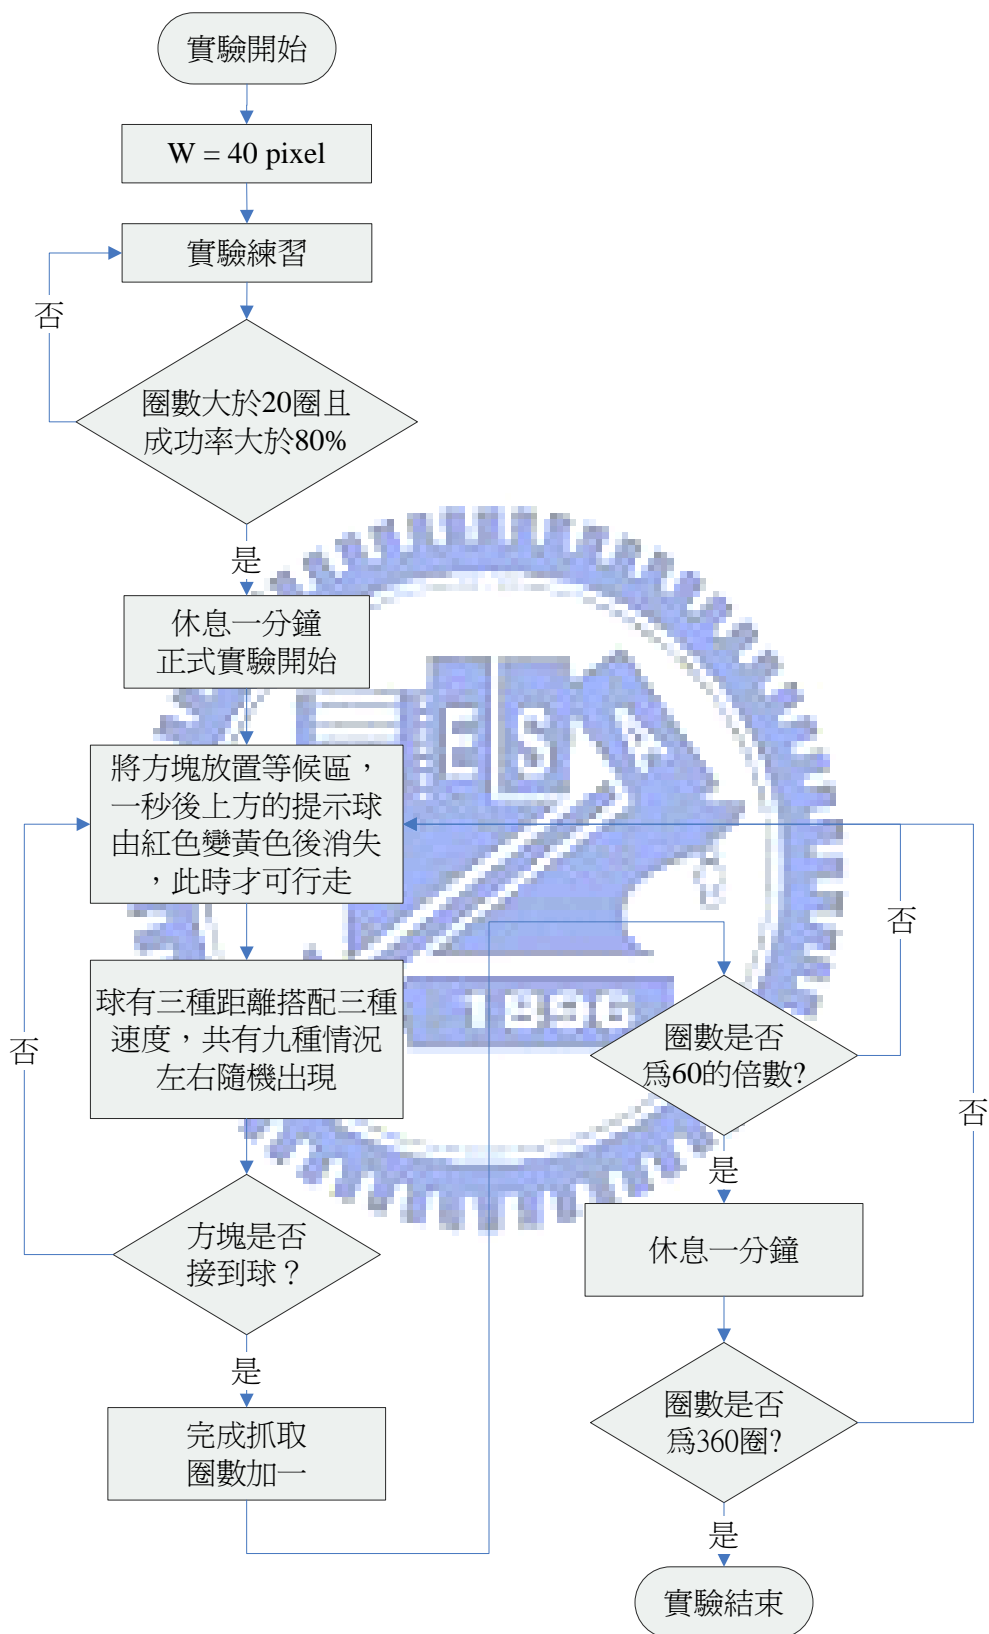 實驗開始
W = 40 pixel
實驗練習
否
圈數大於20圈且
成功率大於80%
是
休息一分鐘
正式實驗開始
將方塊放置等候區，
一秒後上方的提示球
由紅色變黃色後消失
，此時才可行走
否
球有三種距離搭配三種
速度，共有九種情況
左右隨機出現
方塊是否
接到球？
是
完成抓取
圈數加一
否
圈數是否
為60的倍數?
否
是
休息一分鐘
圈數是否
為360圈?
是
實驗結束
ESA
1896